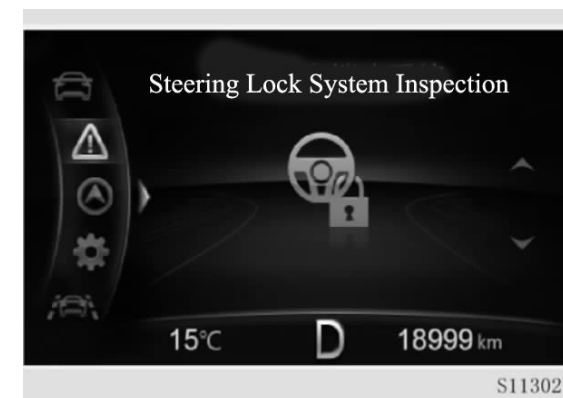 Steering Lock System Inspection
15°C
D
18999 km
S11302